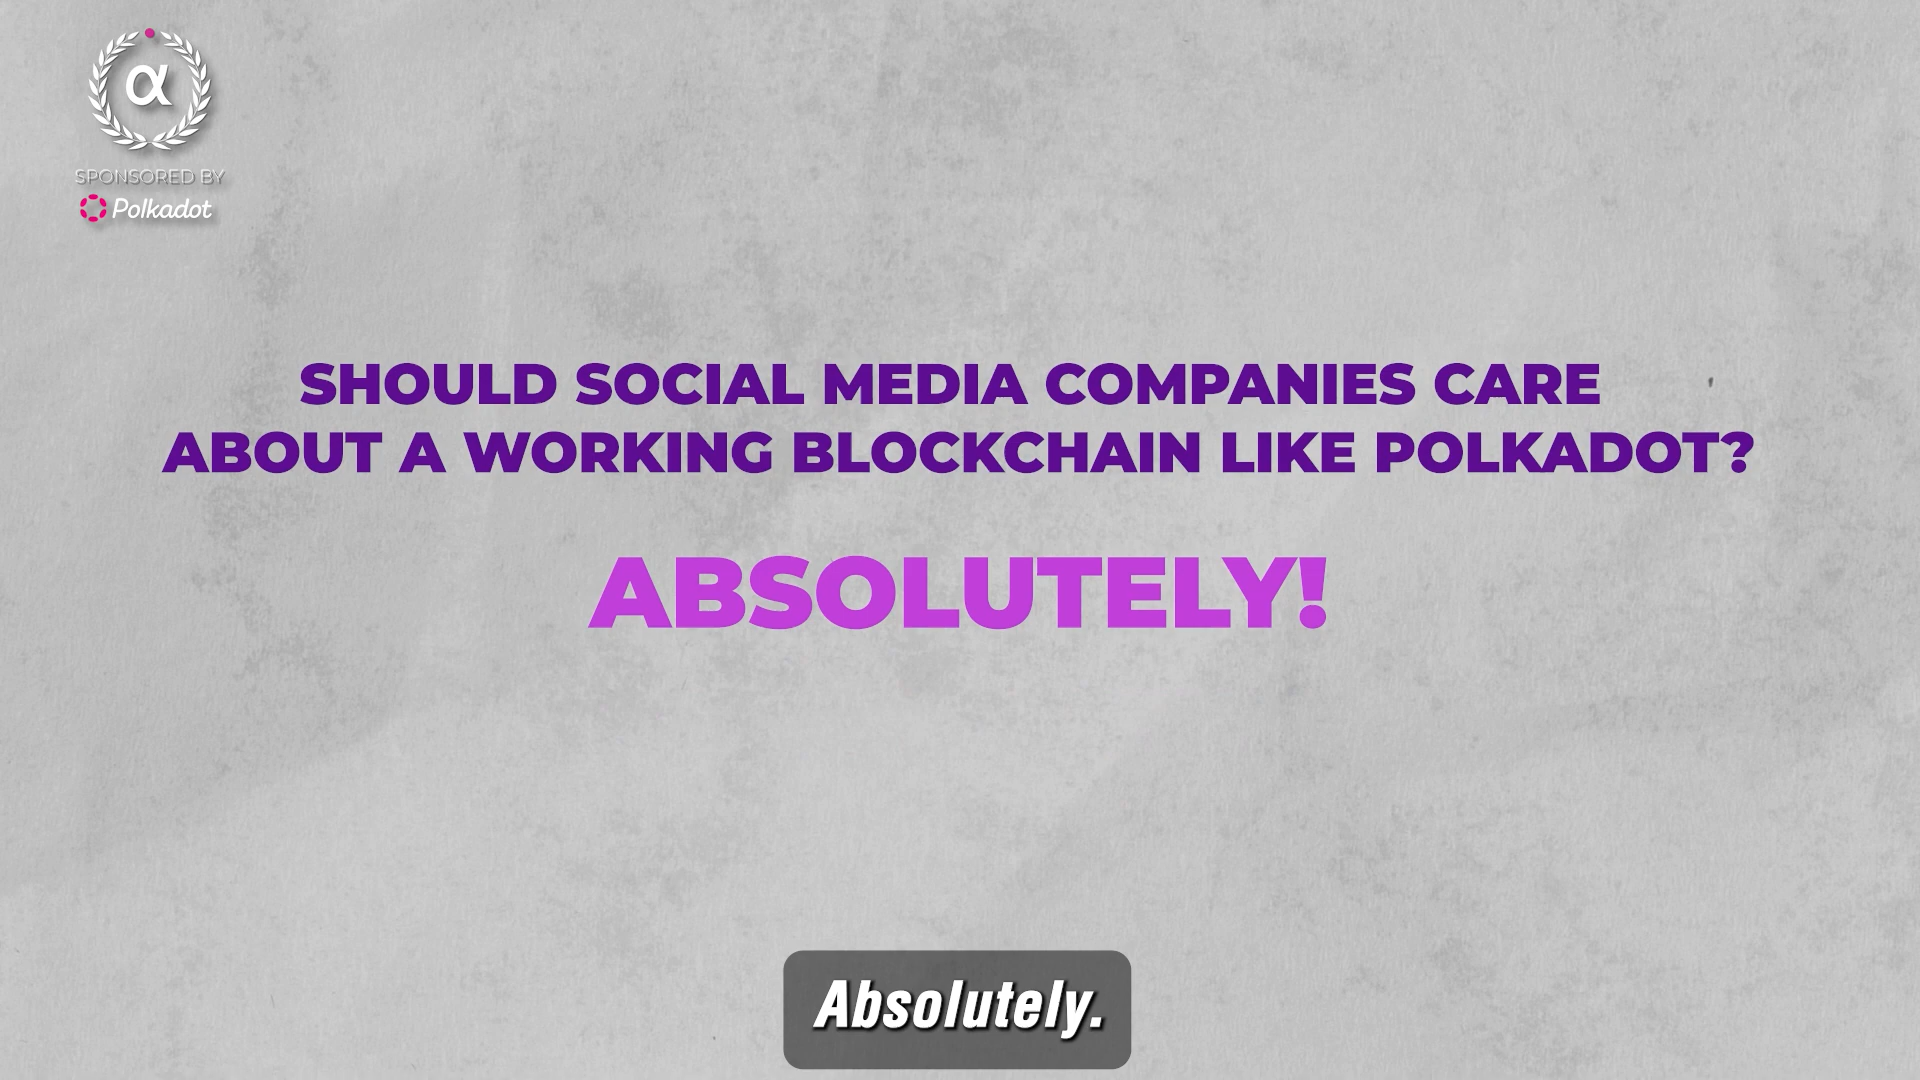 α
SPONSORED BY
Polkadot
SHOULD SOCIAL MEDIA COMPANIES CARE
ABOUT A WORKING BLOCKCHAIN LIKE POLKADOT?
ABSOLUTELY!
Absolutely.